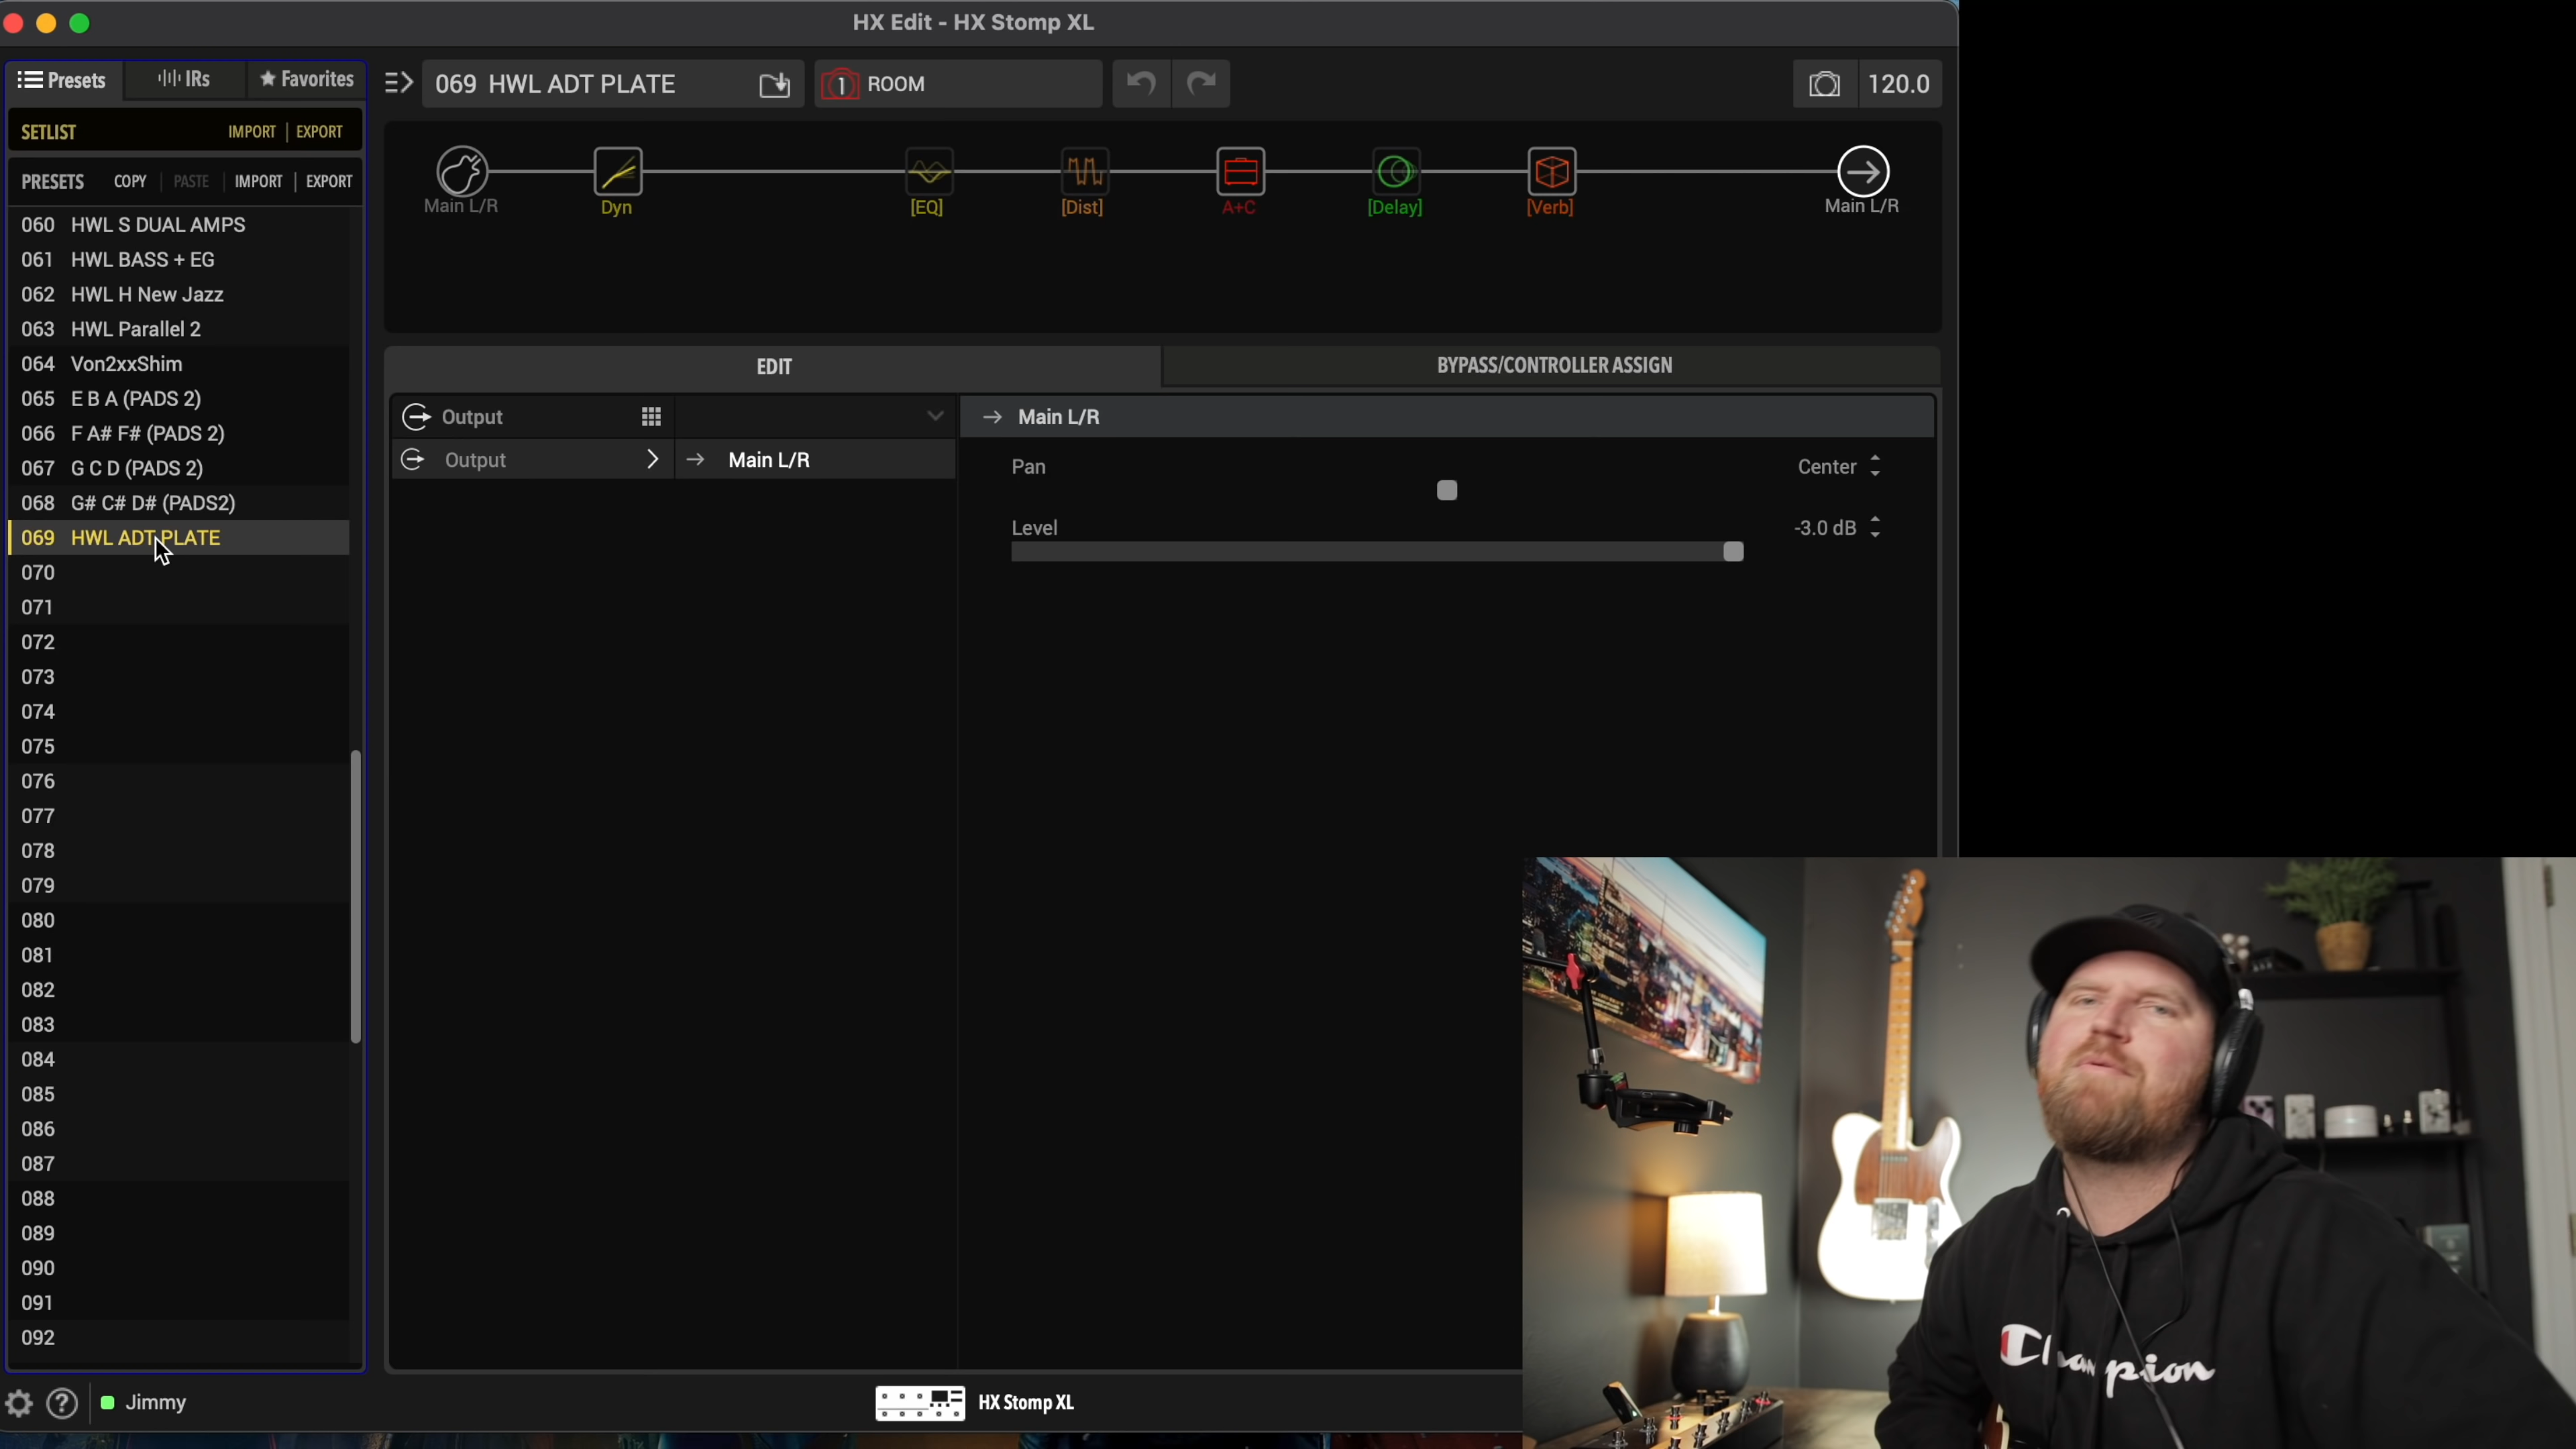 HX Edit - HX Stomp XL
Presets
IRs
Favorites
069 HWL ADT PLATE
1 ROOM
120.0
SETLIST IMPORT | EXPORT
PRESETS COPY | PASTE | IMPORT | EXPORT
Main L/R
Dyn
[EQ]
[Dist]
A+C
[Delay]
[Verb]
Main L/R
060 HWL S DUAL AMPS
061 HWL BASS + EG
062 HWL H New Jazz
063 HWL Parallel 2
064 Von2xxShim
065 E B A (PADS 2)
066 F A# F# (PADS 2)
067 G C D (PADS 2)
068 G# C# D# (PADS2)
069 HWL ADT PLATE
070
071
072
073
074
075
076
077
078
079
080
081
082
083
084
085
086
087
088
089
090
091
092
EDIT
BYPASS/CONTROLLER ASSIGN
Output
Output
Main L/R
Main L/R
Pan Center
Level -3.0 dB
Jimmy
HX Stomp XL
Champion